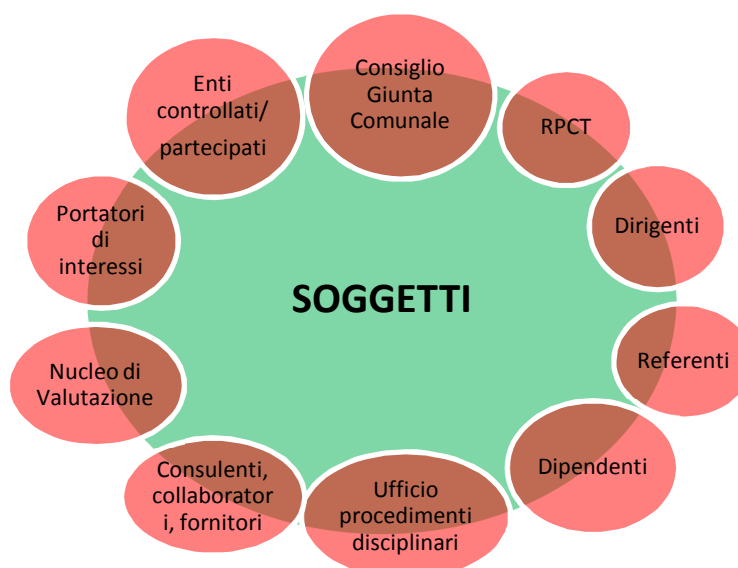 Enti
controllati/
partecipati
Consiglio
Giunta
Comunale
RPCT
Portatori
di
interessi
Dirigenti
SOGGETTI
Nucleo di
Valutazione
Referenti
Consulenti,
collaborator
i, fornitori
Ufficio
procedimenti
disciplinari
Dipendenti